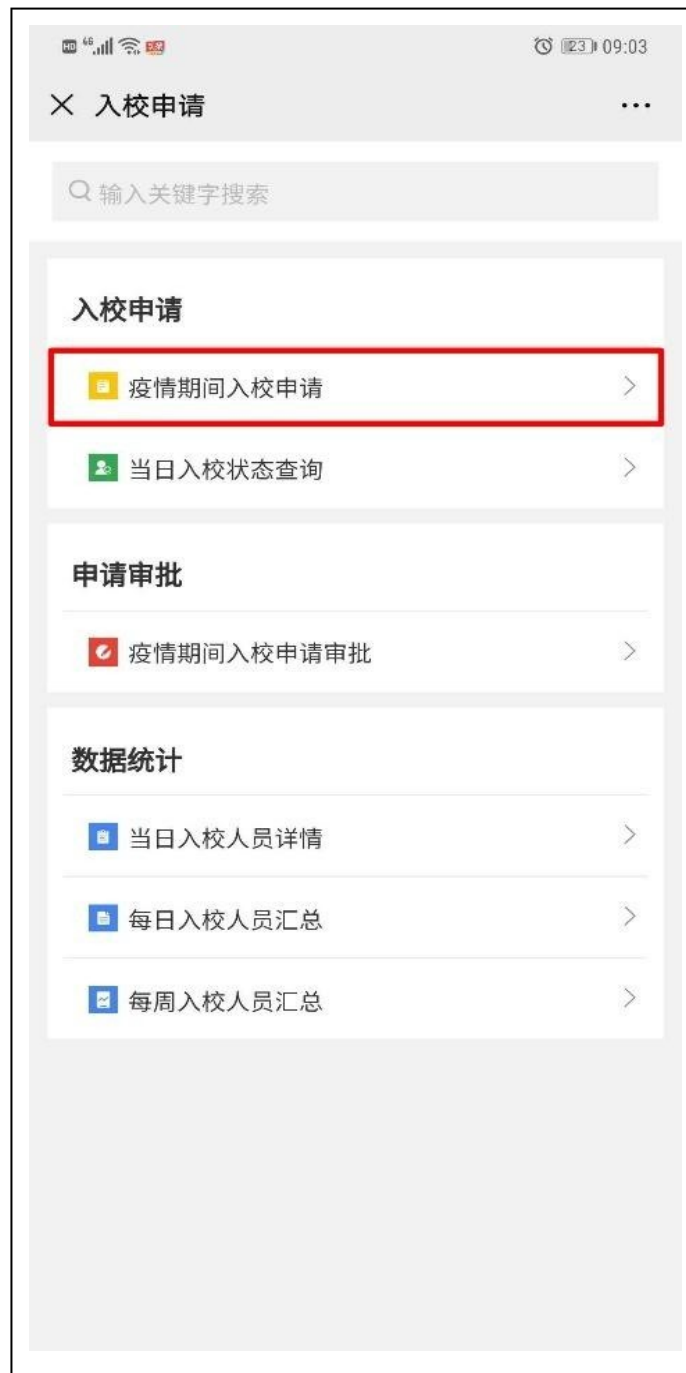 HD 4G 23 09:03
入校申请
输入关键字搜索
入校申请
疫情期间入校申请
当日入校状态查询
申请审批
疫情期间入校申请审批
数据统计
当日入校人员详情
每日入校人员汇总
每周入校人员汇总